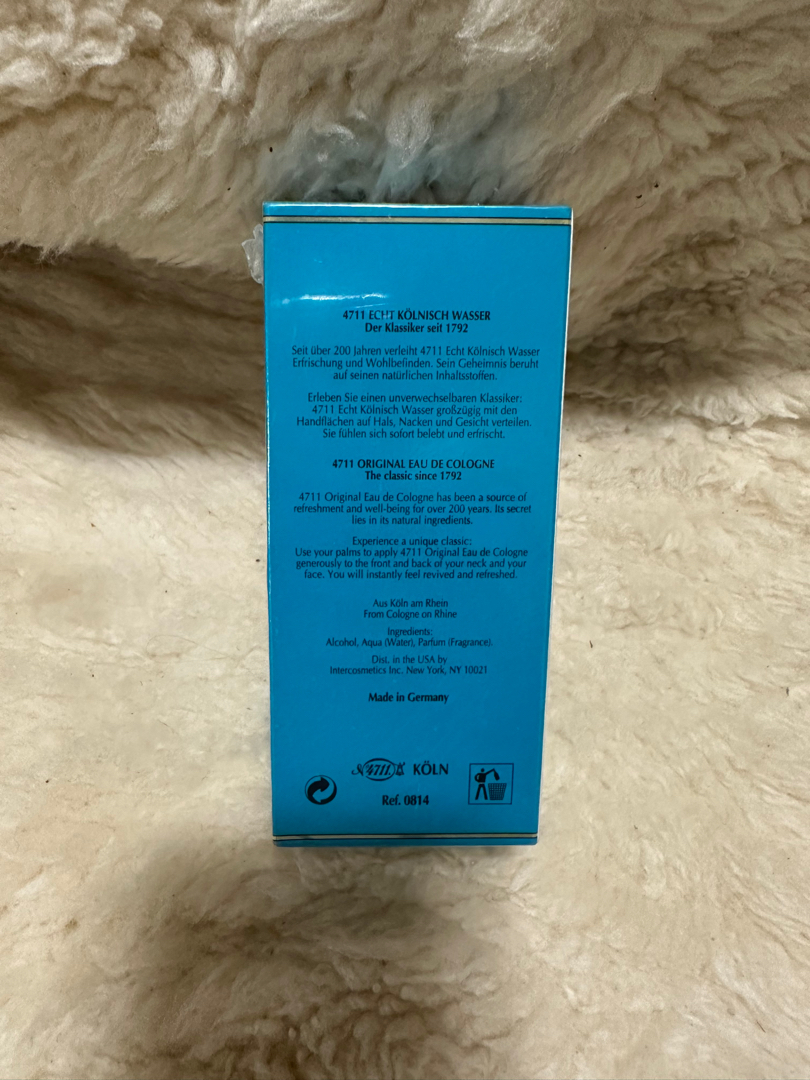 4711 ECHT KÖLNISCH WASSER
Der Klassiker seit 1792
Seit über 200 Jahren verleiht 4711 Echt Kölnisch Wasser
Erfrischung und Wohlbefinden. Sein Geheimnis beruht
auf seinen natürlichen Inhaltsstoffen.
Erleben Sie einen unverwechselbaren Klassiker:
4711 Echt Kölnisch Wasser großzügig mit den
Handflächen auf Hals, Nacken und Gesicht verteilen.
Sie fühlen sich sofort belebt und erfrischt.
4711 ORIGINAL EAU DE COLOGNE
The classic since 1792
4711 Original Eau de Cologne has been a source of
refreshment and well-being for over 200 years. Its secret
lies in its natural ingredients.
Experience a unique classic:
Use your palms to apply 4711 Original Eau de Cologne
generously to the front and back of your neck and your
face. You will instantly feel revived and refreshed.
Aus Köln am Rhein
From Cologne on Rhine
Ingredients:
Alcohol, Aqua (Water), Parfum (Fragrance).
Dist. in the USA by
Intercosmetics Inc. New York, NY 10021
Made in Germany
Nº 4711. KÖLN
Ref. 0814